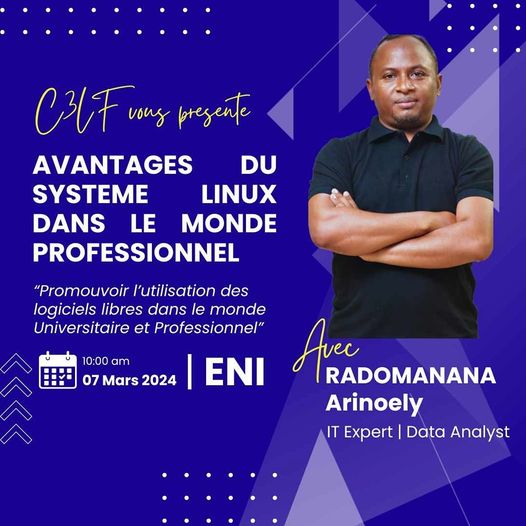 C3LF vous presente
AVANTAGES DU
SYSTEME LINUX
DANS LE MONDE
PROFESSIONNEL
“Promouvoir l’utilisation des
logiciels libres dans le monde
Universitaire et Professionnel”
10:00 am
07 Mars 2024
| ENI
Avec
RADOMANANA
Arinoely
IT Expert | Data Analyst